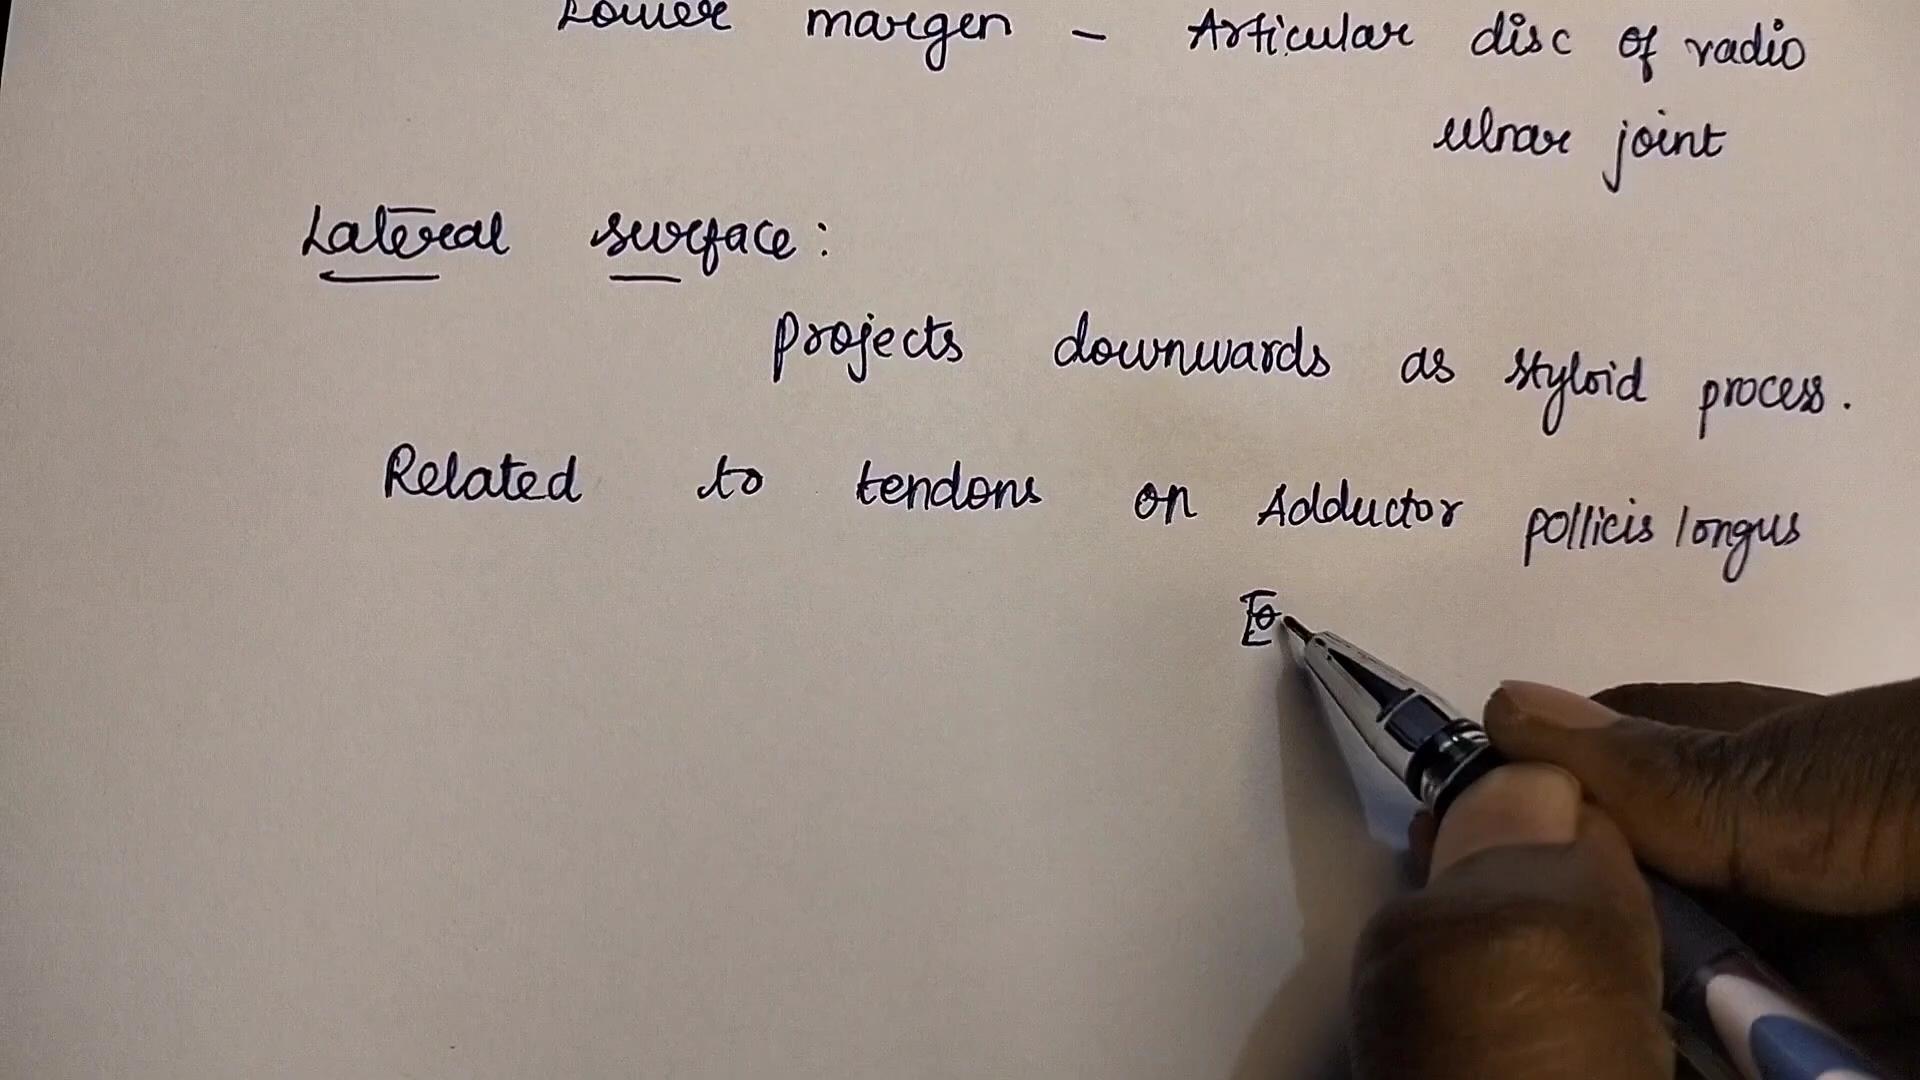 Lower margen - Articular disc of radio
ulnar joint
Lateral surface:
Projects downwards as styloid process.
Related to tendons on Adductor pollicis longus